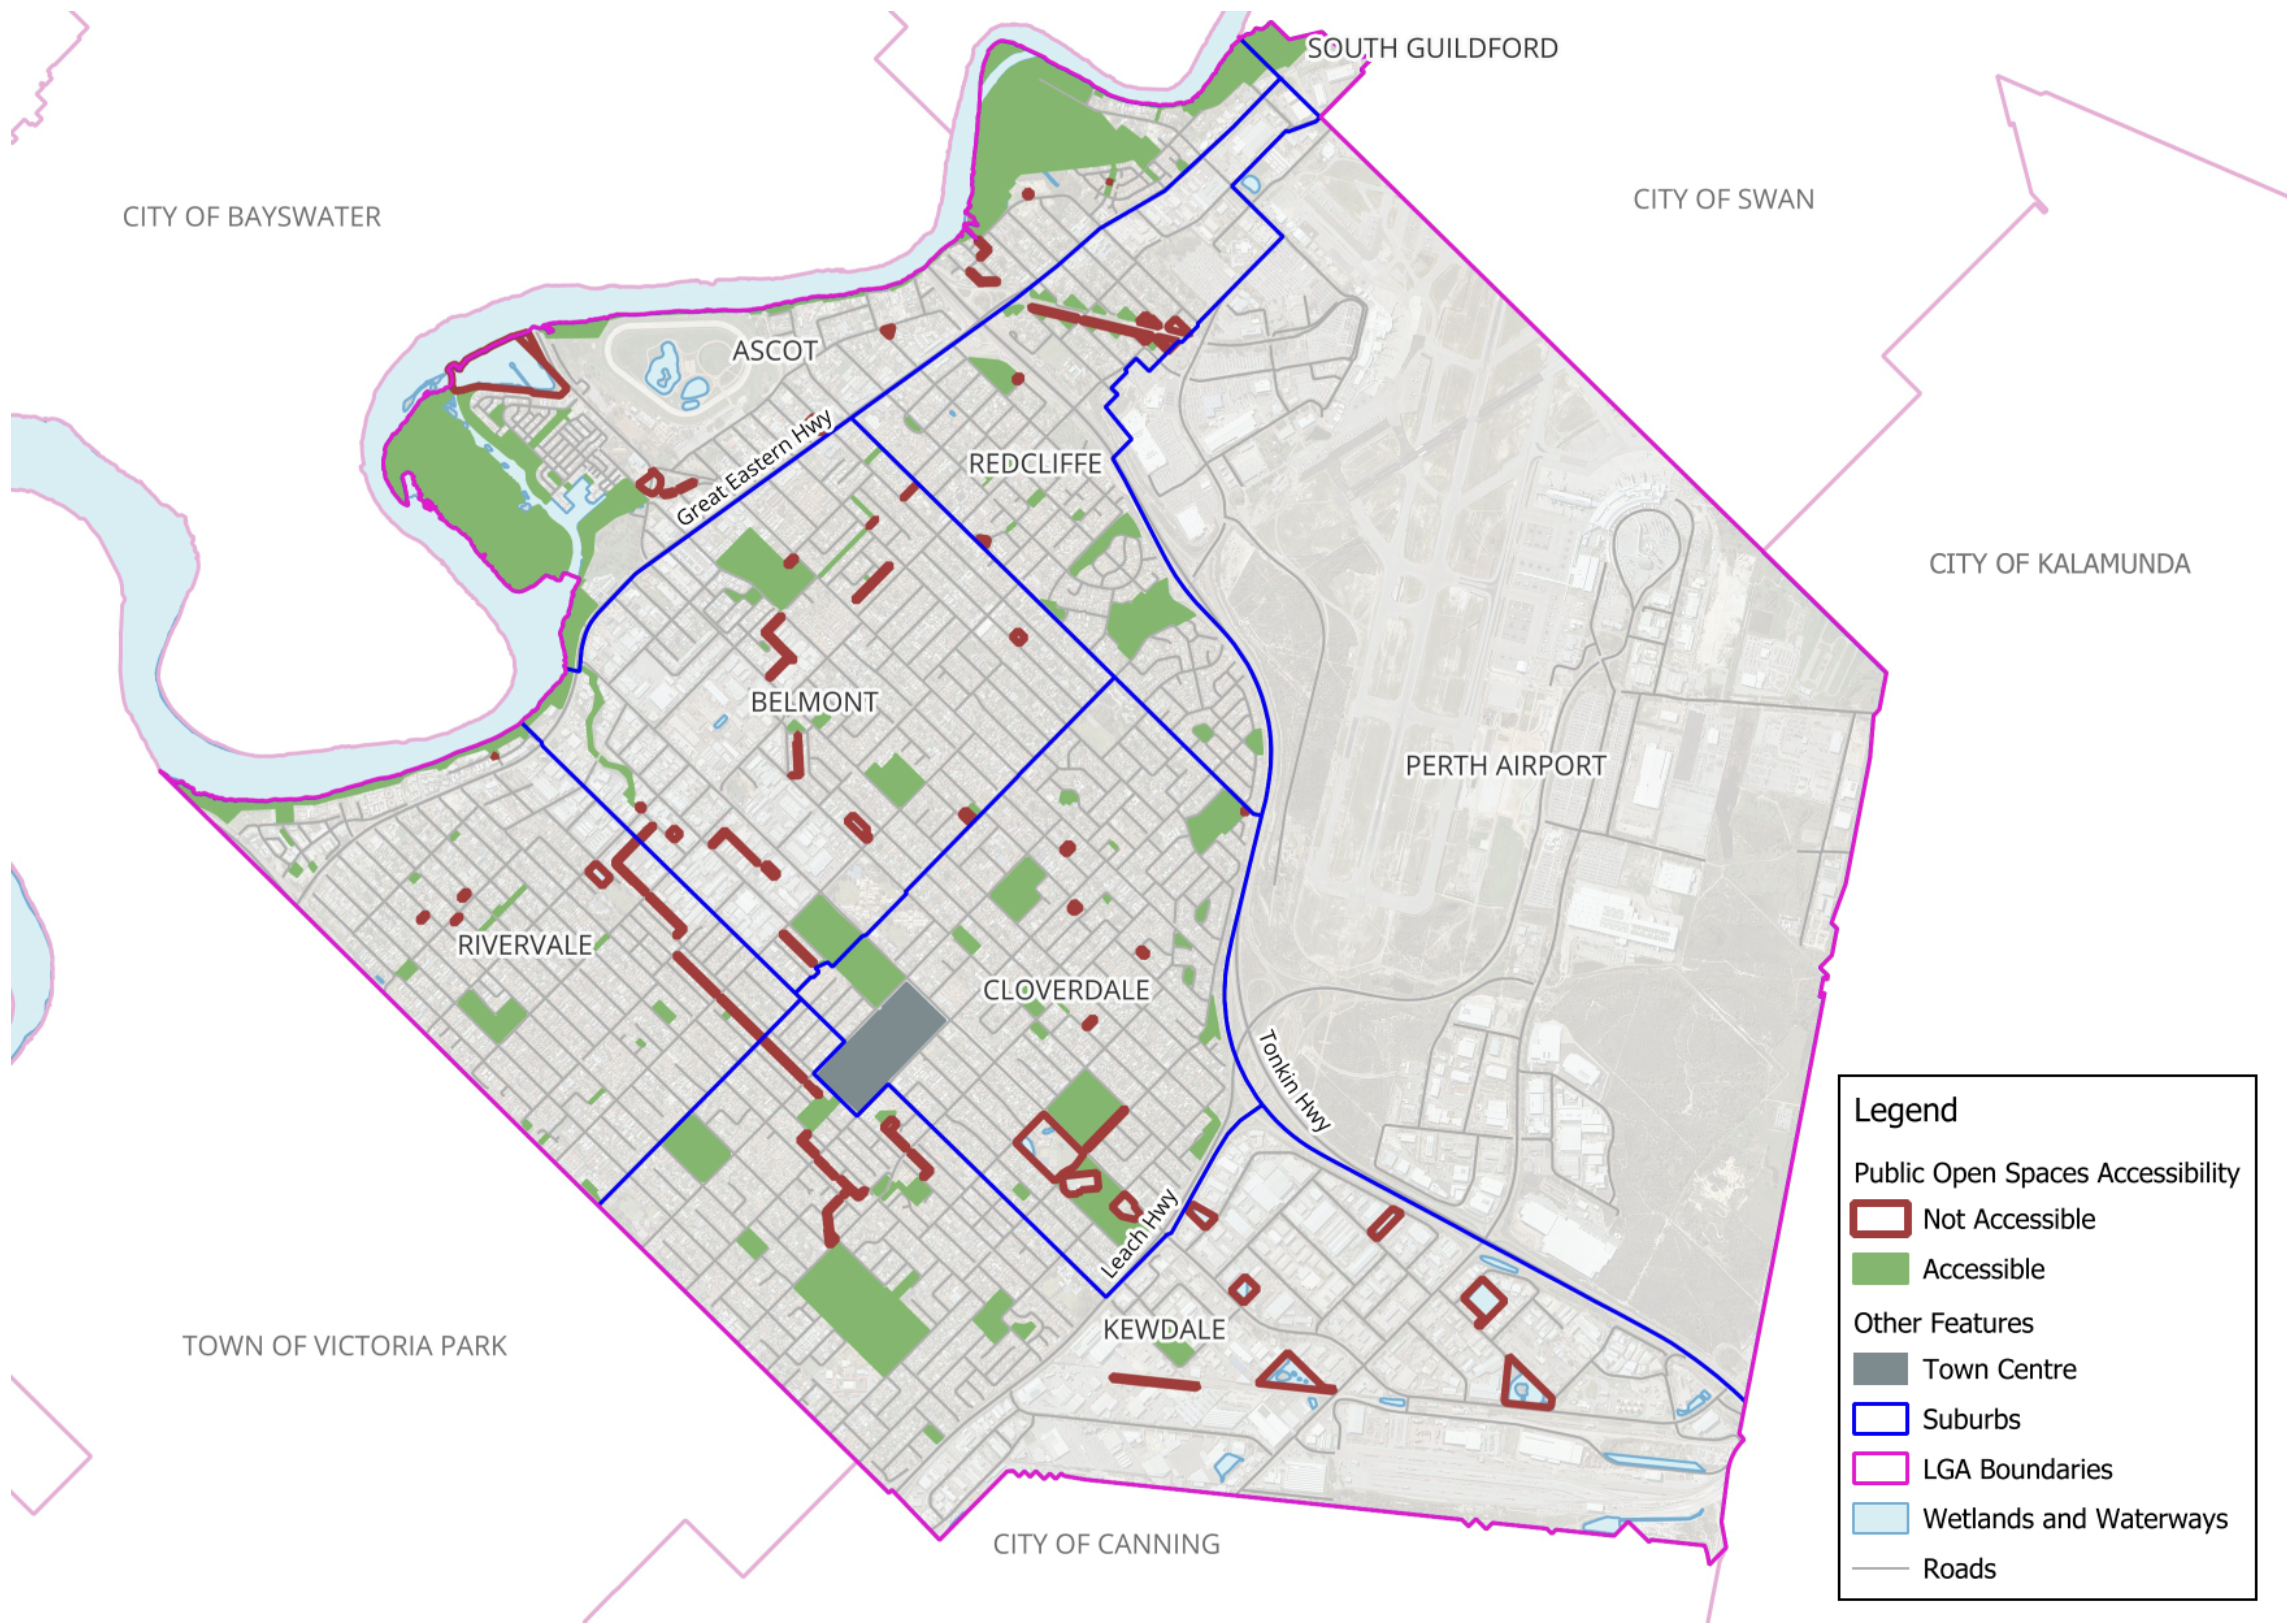 SOUTH GUILDFORD
CITY OF SWAN
CITY OF BAYSWATER
ASCOT
Great Eastern Hwy
REDCLIFFE
CITY OF KALAMUNDA
BELMONT
PERTH AIRPORT
RIVERVALE
CLOVERDALE
Tonkin Hwy
Leach Hwy
KEWDALE
TOWN OF VICTORIA PARK
CITY OF CANNING
Legend
Public Open Spaces Accessibility
Not Accessible
Accessible
Other Features
Town Centre
Suburbs
LGA Boundaries
Wetlands and Waterways
Roads